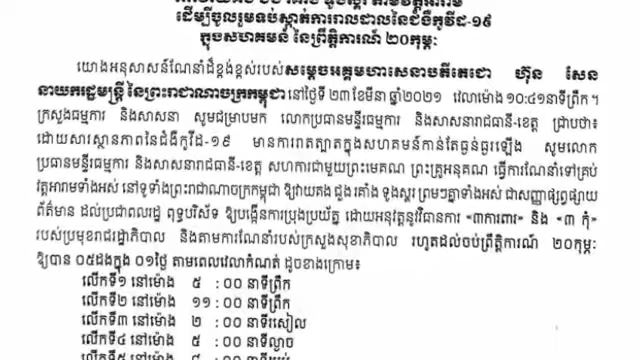 ដើម្បីចូលរួមទប់ស្កាត់ការរាលដាលនៃជំងឺកូវីដ-១៩
ក្នុងសហគមន៍ នៃព្រឹត្តិការណ៍ ២០កុម្ភៈ
យោងអនុសាសន៍ណែនាំដ៏ខ្ពង់ខ្ពស់របស់សម្តេចអគ្គមហាសេនាបតីតេជោ ហ៊ុន សែន
នាយករដ្ឋមន្ត្រី នៃព្រះរាជាណាចក្រកម្ពុជា នៅថ្ងៃទី ២៣ ខែមីនា ឆ្នាំ២០២១ វេលាម៉ោង ១០:៤១នាទីព្រឹក ។
ក្រសួងធម្មការ និងសាសនា សូមជម្រាបមក លោកប្រធានមន្ទីរធម្មការ និងសាសនារាជធានី-ខេត្ត ជ្រាបថា៖
ដោយសារស្ថានភាពនៃជំងឺកូវីដ-១៩ មានការរាតត្បាតក្នុងសហគមន៍កាន់តែធ្ងន់ធ្ងរឡើង សូមលោក
ប្រធានមន្ទីរធម្មការ និងសាសនារាជធានី-ខេត្ត សហការជាមួយព្រះមេគណ ព្រះគ្រូអនុគណ ធ្វើការណែនាំទៅគ្រប់
វត្តអារាមទាំងអស់ នៅទូទាំងព្រះរាជាណាចក្រកម្ពុជា ឱ្យវាយគង ជួង រគាំង ទូងស្គរ ព្រមៗគ្នាទាំងអស់ ជាសញ្ញាផ្សព្វផ្សាយ
ព័ត៌មាន ដល់ប្រជាពលរដ្ឋ ពុទ្ធបរិស័ទ ឱ្យបង្កើនការប្រុងប្រយ័ត្ន ដោយអនុវត្តនូវវិធានការ «៣ការពារ» និង «៣ កុំ»
របស់ប្រមុខរាជរដ្ឋាភិបាល និងតាមការណែនាំរបស់ក្រសួងសុខាភិបាល រហូតដល់ចប់ព្រឹត្តិការណ៍ ២០កុម្ភៈ
ឱ្យបាន ០៥ដងក្នុង ០១ថ្ងៃ តាមពេលវេលាកំណត់ ដូចខាងក្រោម៖
លើកទី១ នៅម៉ោង ៥ : ០០ នាទីព្រឹក
លើកទី២ នៅម៉ោង ១១ : ០០ នាទីព្រឹក
លើកទី៣ នៅម៉ោង ២ : ០០ នាទីរសៀល
លើកទី៤ នៅម៉ោង ៥ : ០០ នាទីល្ងាច
លើកទី៥ នៅម៉ោង ៨ : ០០